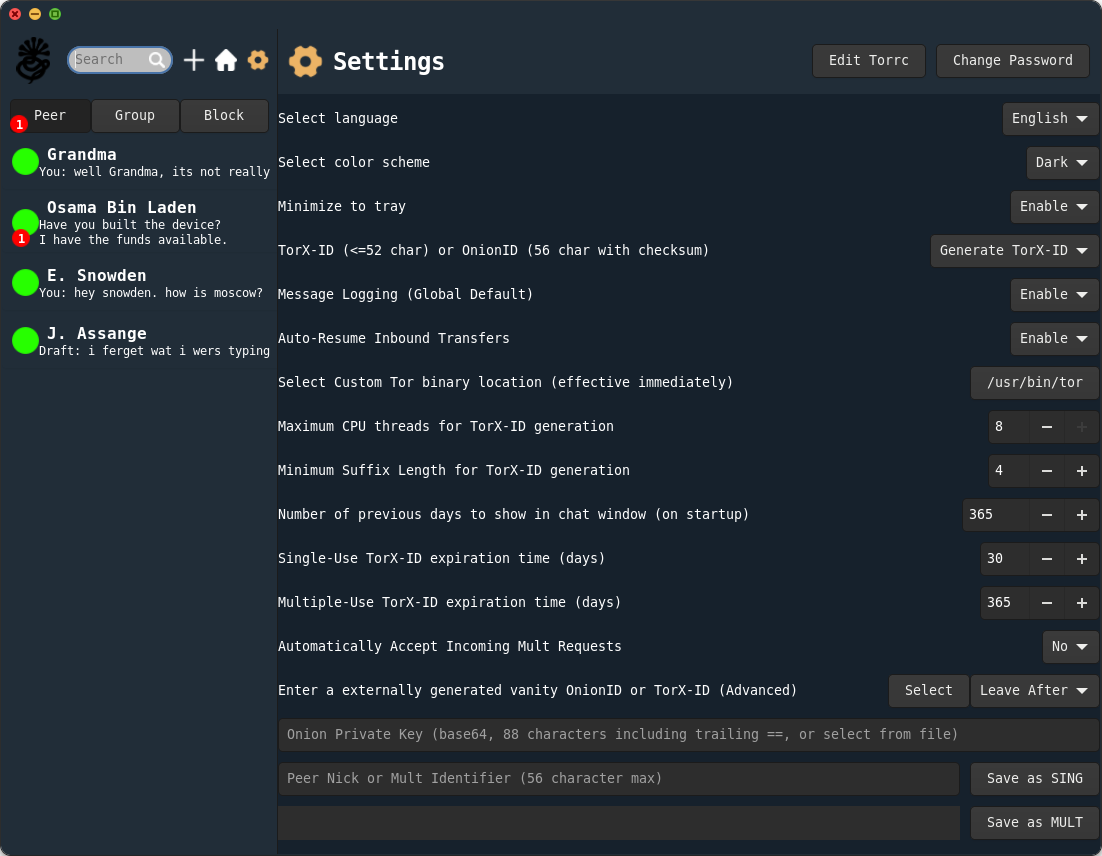 Search
Settings
Edit Torrc
Change Password
Peer
Group
Block
1
Grandma
You: well Grandma, its not really
Osama Bin Laden
Have you built the device?
1
I have the funds available.
E. Snowden
You: hey snowden. how is moscow?
J. Assange
Draft: i ferget wat i wers typing
Select language
English
Select color scheme
Dark
Minimize to tray
Enable
TorX-ID (<=52 char) or OnionID (56 char with checksum)
Generate TorX-ID
Message Logging (Global Default)
Enable
Auto-Resume Inbound Transfers
Enable
Select Custom Tor binary location (effective immediately)
/usr/bin/tor
Maximum CPU threads for TorX-ID generation
8 − +
Minimum Suffix Length for TorX-ID generation
4 − +
Number of previous days to show in chat window (on startup)
365 − +
Single-Use TorX-ID expiration time (days)
30 − +
Multiple-Use TorX-ID expiration time (days)
365 − +
Automatically Accept Incoming Mult Requests
No
Enter a externally generated vanity OnionID or TorX-ID (Advanced)
Select
Leave After
Onion Private Key (base64, 88 characters including trailing ==, or select from file)
Peer Nick or Mult Identifier (56 character max)
Save as SING
Save as MULT